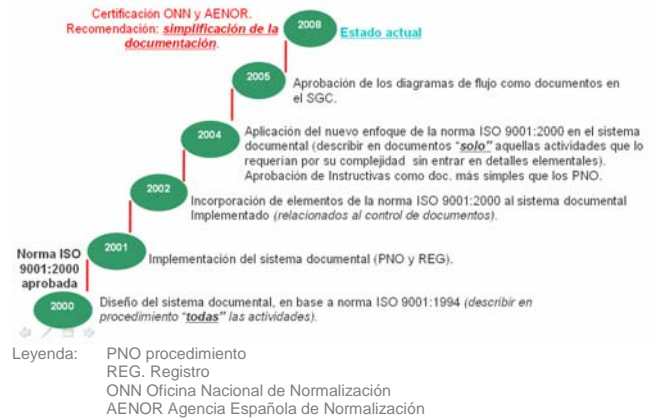 Certificación ONN y AENOR.
Recomendación: simplificación de la
documentación.
2008
Estado actual
2005
Aprobación de los diagramas de flujo como documentos en
el SGC.
2004
Aplicación del nuevo enfoque de la norma ISO 9001:2000 en el sistema
documental (describir en documentos "solo" aquellas actividades que lo
requerían por su complejidad sin entrar en detalles elementales).
Aprobación de Instructivas como doc. más simples que los PNO.
2002
Incorporación de elementos de la norma ISO 9001:2000 al sistema documental
Implementado (relacionados al control de documentos).
Norma ISO
9001:2000
aprobada
2001
Implementación del sistema documental (PNO y REG).
2000
Diseño del sistema documental, en base a norma ISO 9001:1994 (describir en
procedimiento "todas" las actividades).
Leyenda: PNO procedimiento
REG. Registro
ONN Oficina Nacional de Normalización
AENOR Agencia Española de Normalización